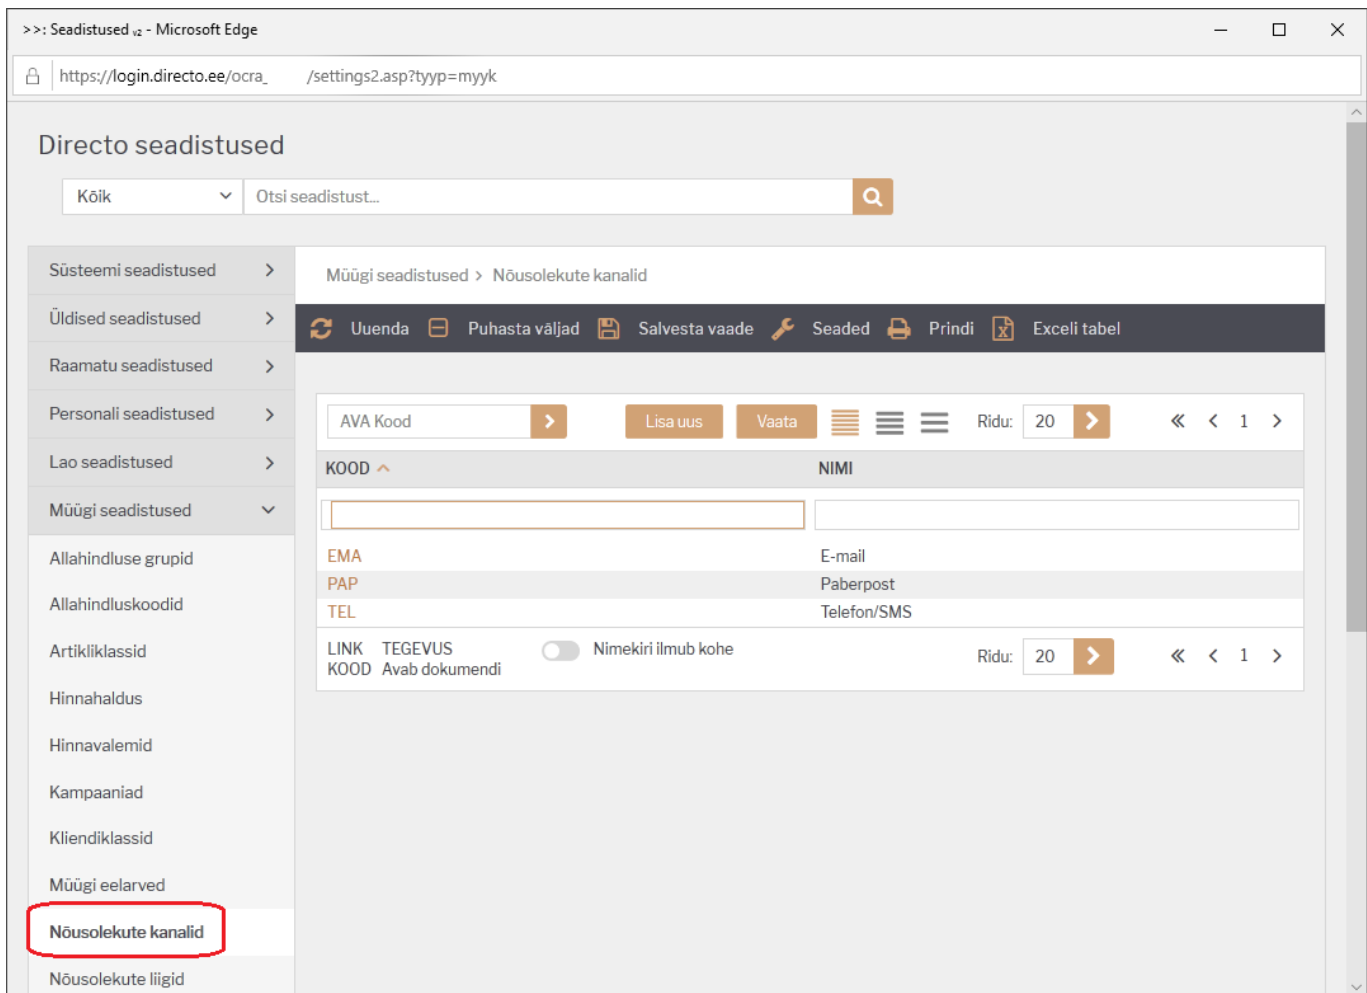 >>: Seadistused v2 - Microsoft Edge
https://login.directo.ee/ocra_ /settings2.asp?tyyp=myyk
Directo seadistused
Kõik Otsi seadistust...
Süsteemi seadistused
Üldised seadistused
Raamatu seadistused
Personali seadistused
Lao seadistused
Müügi seadistused
Allahindluse grupid
Allahindluskoodid
Artikliklassid
Hinnahaldus
Hinnavalemid
Kampaaniad
Kliendiklassid
Müügi eelarved
Nõusolekute kanalid
Nõusolekute liigid
Müügi seadistused > Nõusolekute kanalid
Uuenda Puhasta väljad Salvesta vaade Seaded Prindi Exceli tabel
AVA Kood Lisa uus Vaata Ridu: 20 1
KOOD NIMI
EMA E-mail
PAP Paberpost
TEL Telefon/SMS
LINK TEGEVUS Nimekiri ilmub kohe
KOOD Avab dokumendi
Ridu: 20 1